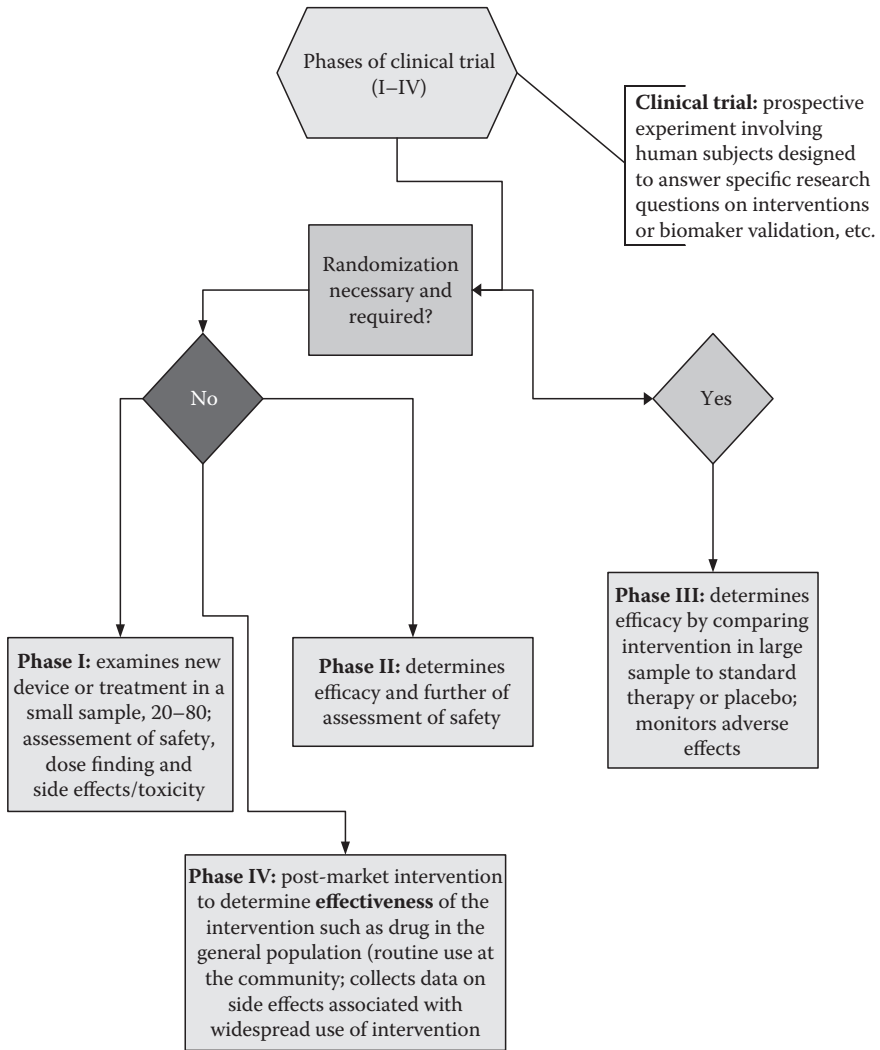 Phases of clinical trial
(I–IV)
Clinical trial: prospective
experiment involving
human subjects designed
to answer specific research
questions on interventions
or biomaker validation, etc.
Randomization
necessary and
required?
No
Yes
Phase I: examines new
device or treatment in a
small sample, 20–80;
assessement of safety,
dose finding and
side effects/toxicity
Phase II: determines
efficacy and further of
assessment of safety
Phase III: determines
efficacy by comparing
intervention in large
sample to standard
therapy or placebo;
monitors adverse
effects
Phase IV: post-market intervention
to determine effectiveness of the
intervention such as drug in the
general population (routine use at
the community; collects data on
side effects associated with
widespread use of intervention